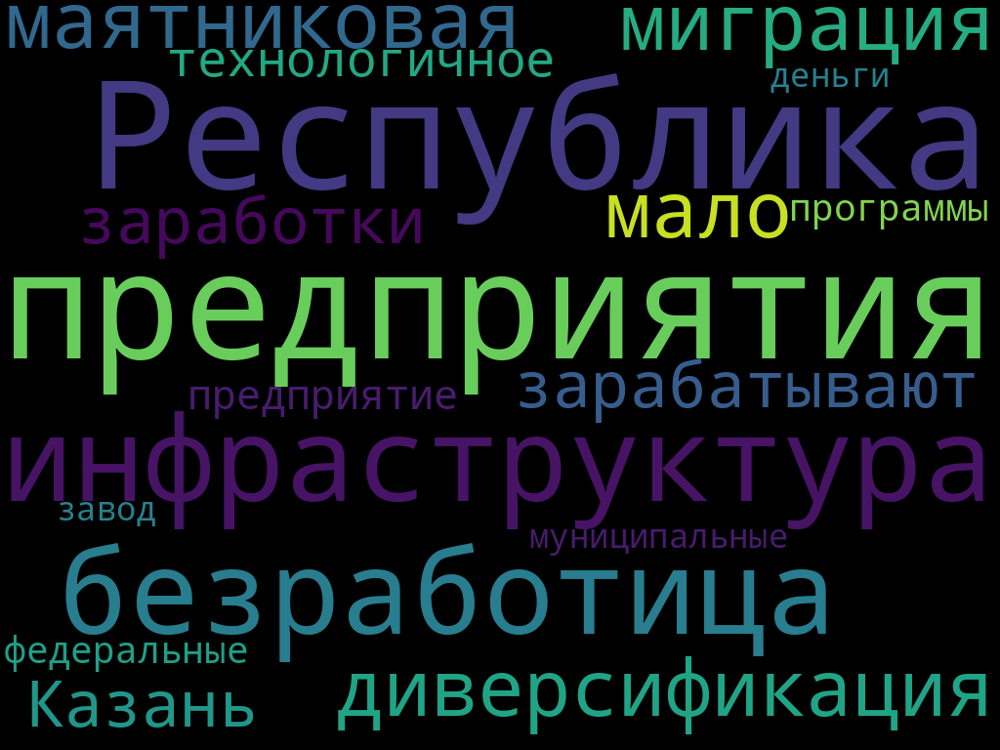 маятниковая миграция
технологичное деньги
Республика
заработки мало программы
предприятия
предприятие зарабатывают
инфраструктура
завод муниципальные
безработица
федеральные
Казань диверсификация